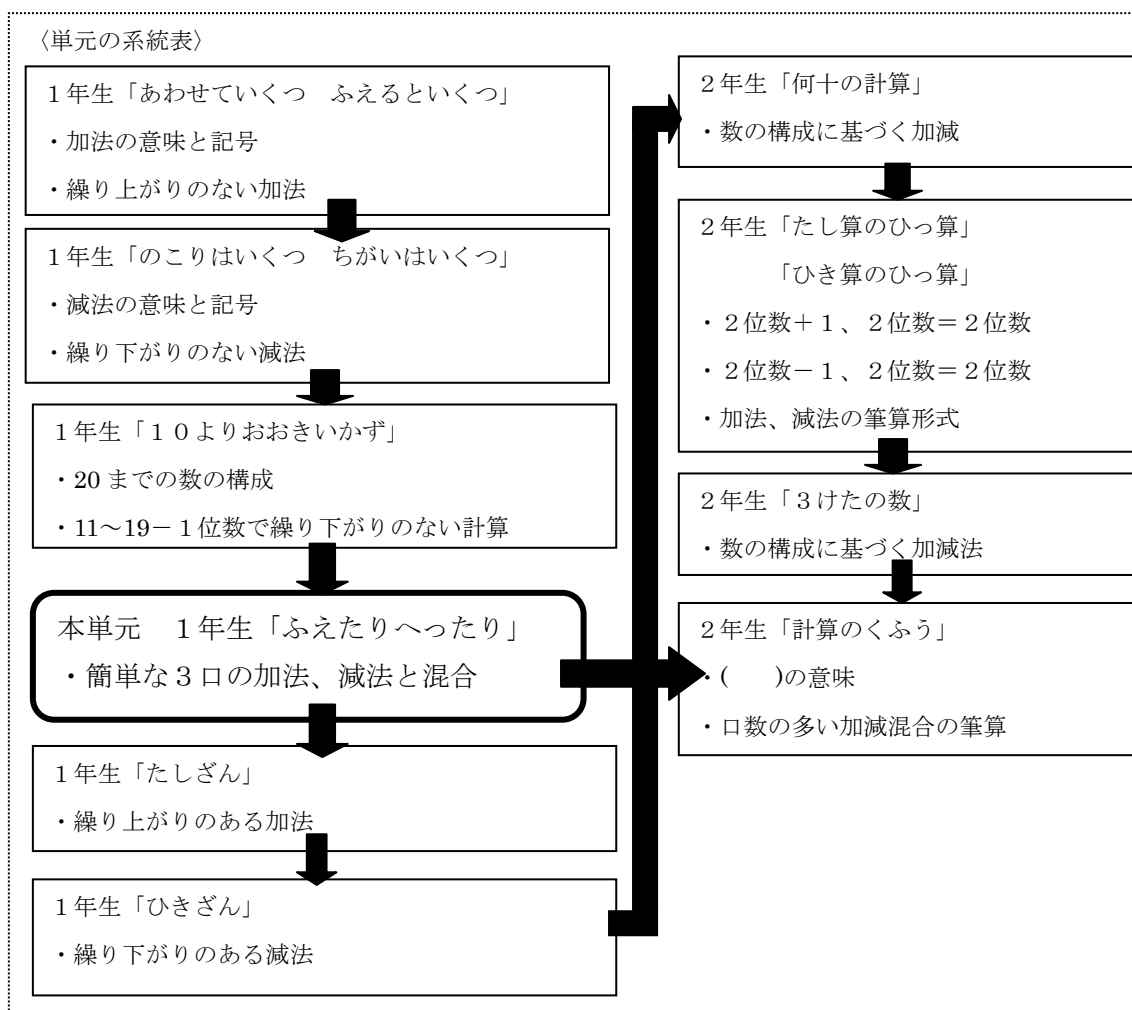 〈単元の系統表〉
１年生「あわせていくつ　ふえるといくつ」
・加法の意味と記号
・繰り上がりのない加法
１年生「のこりはいくつ　ちがいはいくつ」
・減法の意味と記号
・繰り下がりのない減法
１年生「１０よりおおきいかず」
・20 までの数の構成
・11～19－１位数で繰り下がりのない計算
本単元　１年生「ふえたりへったり」
・簡単な３口の加法、減法と混合
１年生「たしざん」
・繰り上がりのある加法
１年生「ひきざん」
・繰り下がりのある減法
２年生「何十の計算」
・数の構成に基づく加減
２年生「たし算のひっ算」
「ひき算のひっ算」
・２位数＋１、２位数＝２位数
・２位数－１、２位数＝２位数
・加法、減法の筆算形式
２年生「３けたの数」
・数の構成に基づく加減法
２年生「計算のくふう」
・(　　)の意味
・口数の多い加減混合の筆算